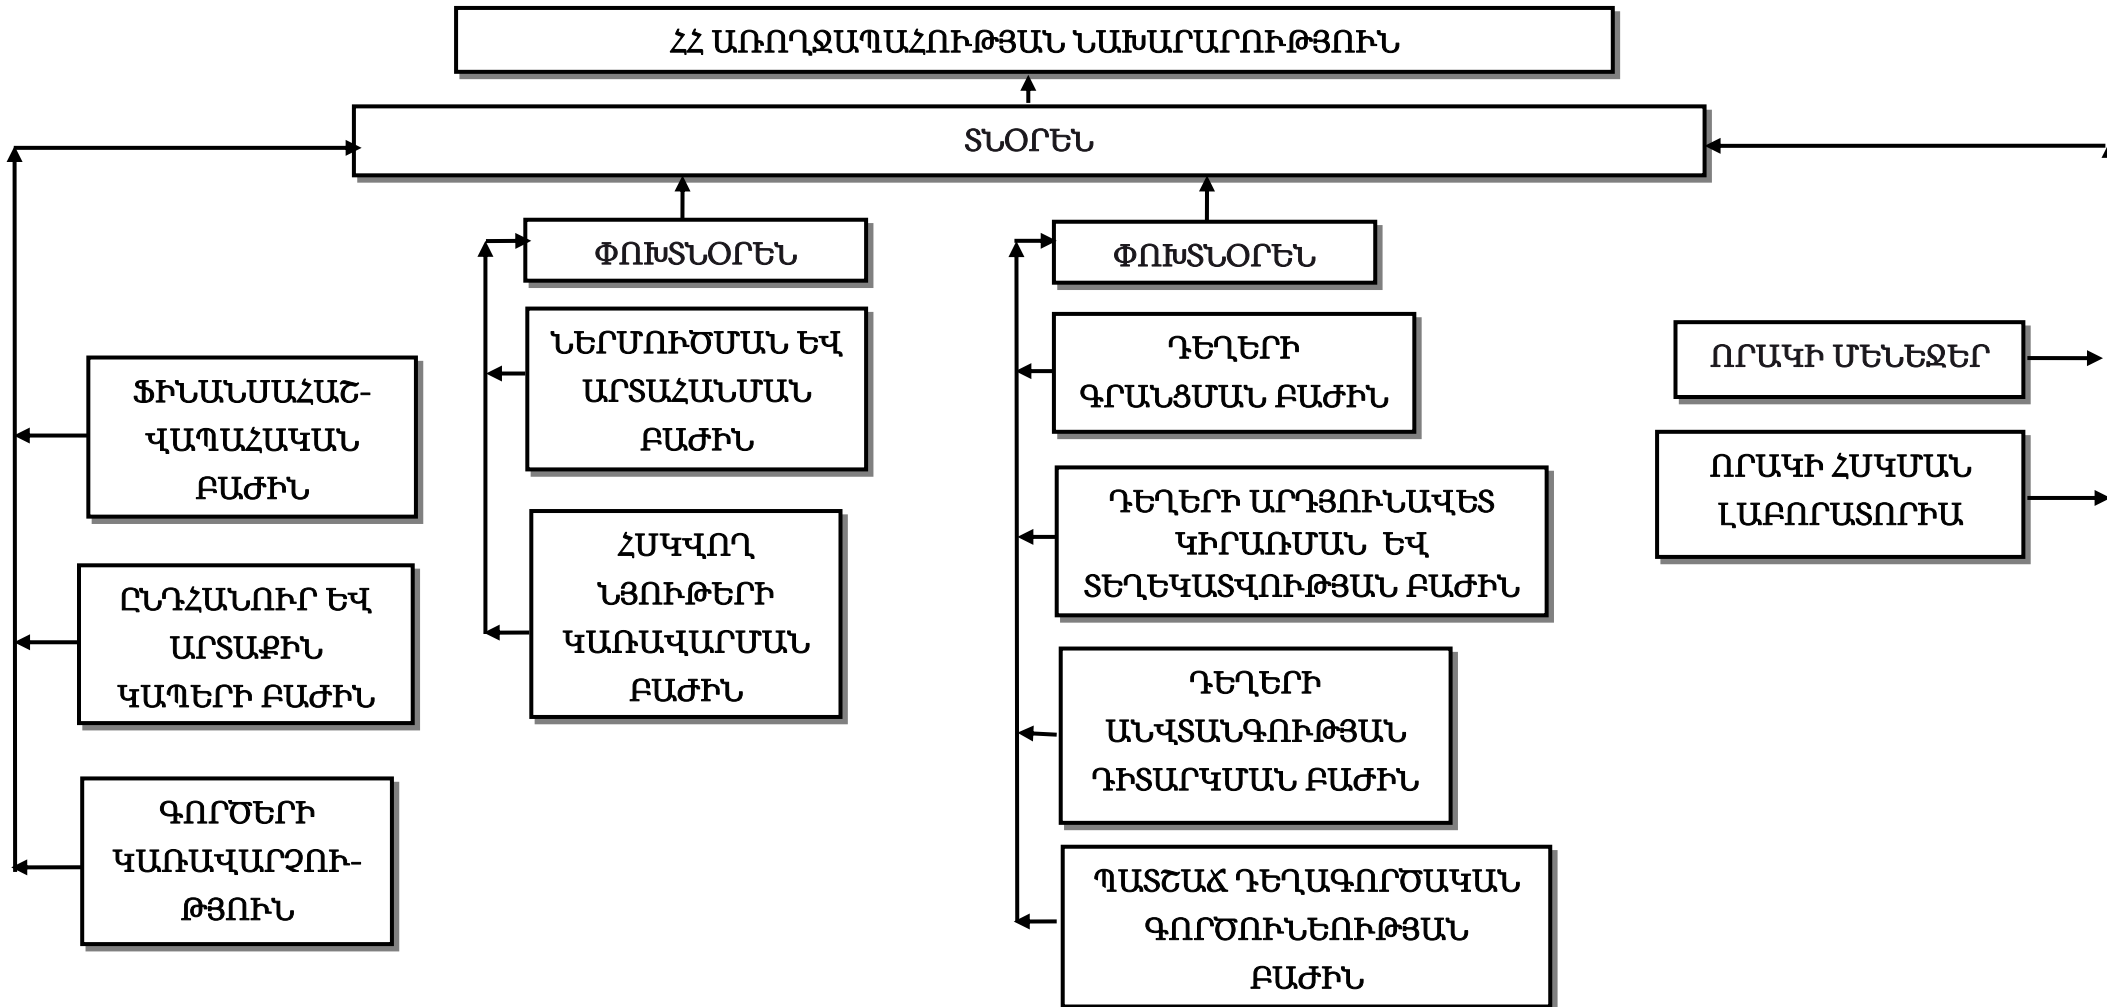 ՀՀ ԱՌՈՂՋԱՊԱՀՈՒԹՅԱՆ ՆԱԽԱՐԱՐՈՒԹՅՈՒՆ
ՏՆՕՐԵՆ
ՓՈԽՏՆՕՐԵՆ
ՆԵՐՄՈՒԾՄԱՆ ԵՎ
ԱՐՏԱՀԱՆՄԱՆ
ԲԱԺԻՆ
ՀՍԿՎՈՂ
ՆՅՈՒԹԵՐԻ
ԿԱՌԱՎԱՐՄԱՆ
ԲԱԺԻՆ
ՓՈԽՏՆՕՐԵՆ
ԴԵՂԵՐԻ
ԳՐԱՆՑՄԱՆ ԲԱԺԻՆ
ԴԵՂԵՐԻ ԱՐԴՅՈՒՆԱՎԵՏ
ԿԻՐԱՌՄԱՆ ԵՎ
ՏԵՂԵԿԱՏՎՈՒԹՅԱՆ ԲԱԺԻՆ
ԴԵՂԵՐԻ
ԱՆՎՏԱՆԳՈՒԹՅԱՆ
ԴԻՏԱՐԿՄԱՆ ԲԱԺԻՆ
ՊԱՏՇԱՃ ԴԵՂԱԳՈՐԾԱԿԱՆ
ԳՈՐԾՈՒՆԵՈՒԹՅԱՆ
ԲԱԺԻՆ
ՖԻՆԱՆՍԱՀԱՇ-
ՎԱՊԱՀԱԿԱՆ
ԲԱԺԻՆ
ԸՆԴՀԱՆՈՒՐ ԵՎ
ԱՐՏԱՔԻՆ
ԿԱՊԵՐԻ ԲԱԺԻՆ
ԳՈՐԾԵՐԻ
ԿԱՌԱՎԱՐՉՈՒ-
ԹՅՈՒՆ
ՈՐԱԿԻ ՄԵՆԵՋԵՐ
ՈՐԱԿԻ ՀՍԿՄԱՆ
ԼԱԲՈՐԱՏՈՐԻԱ